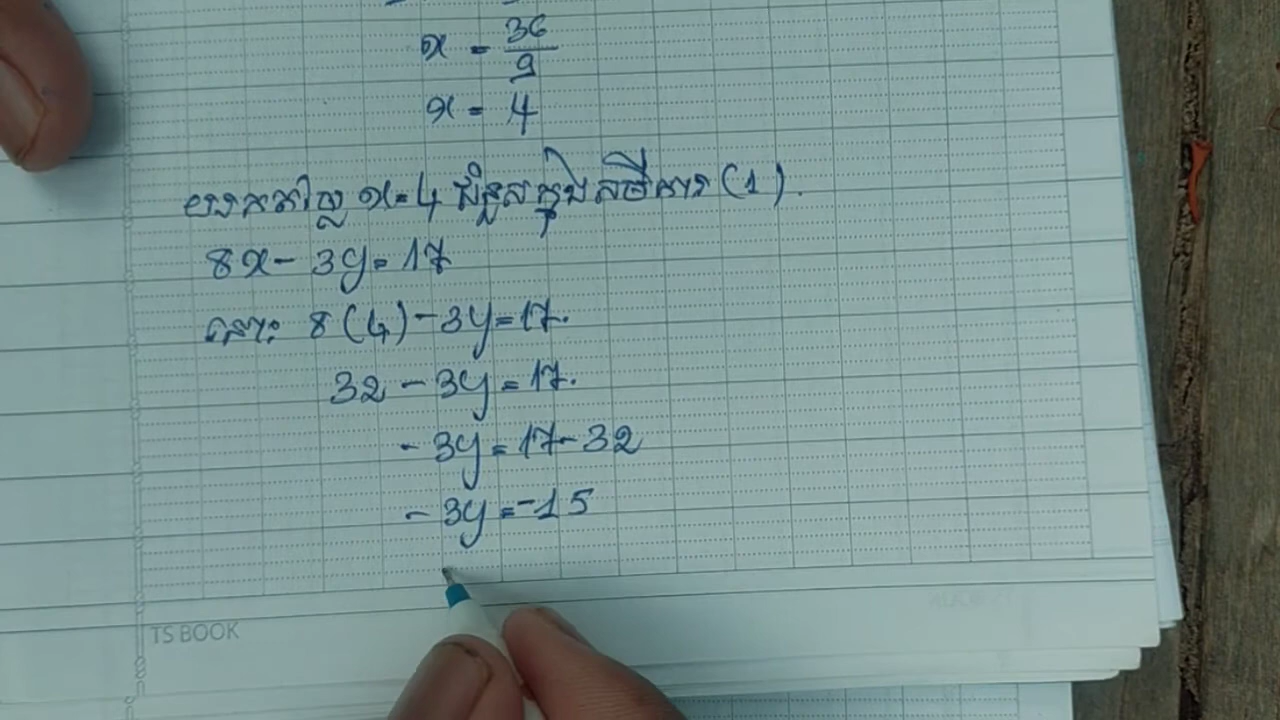 x = 36/9
x = 4
យកតម្លៃ x = 4 ជំនួសក្នុងសមីការ (1).
8x - 3y = 17
នោះ 8(4) - 3y = 17.
32 - 3y = 17.
- 3y = 17 - 32
- 3y = -15
TS BOOK